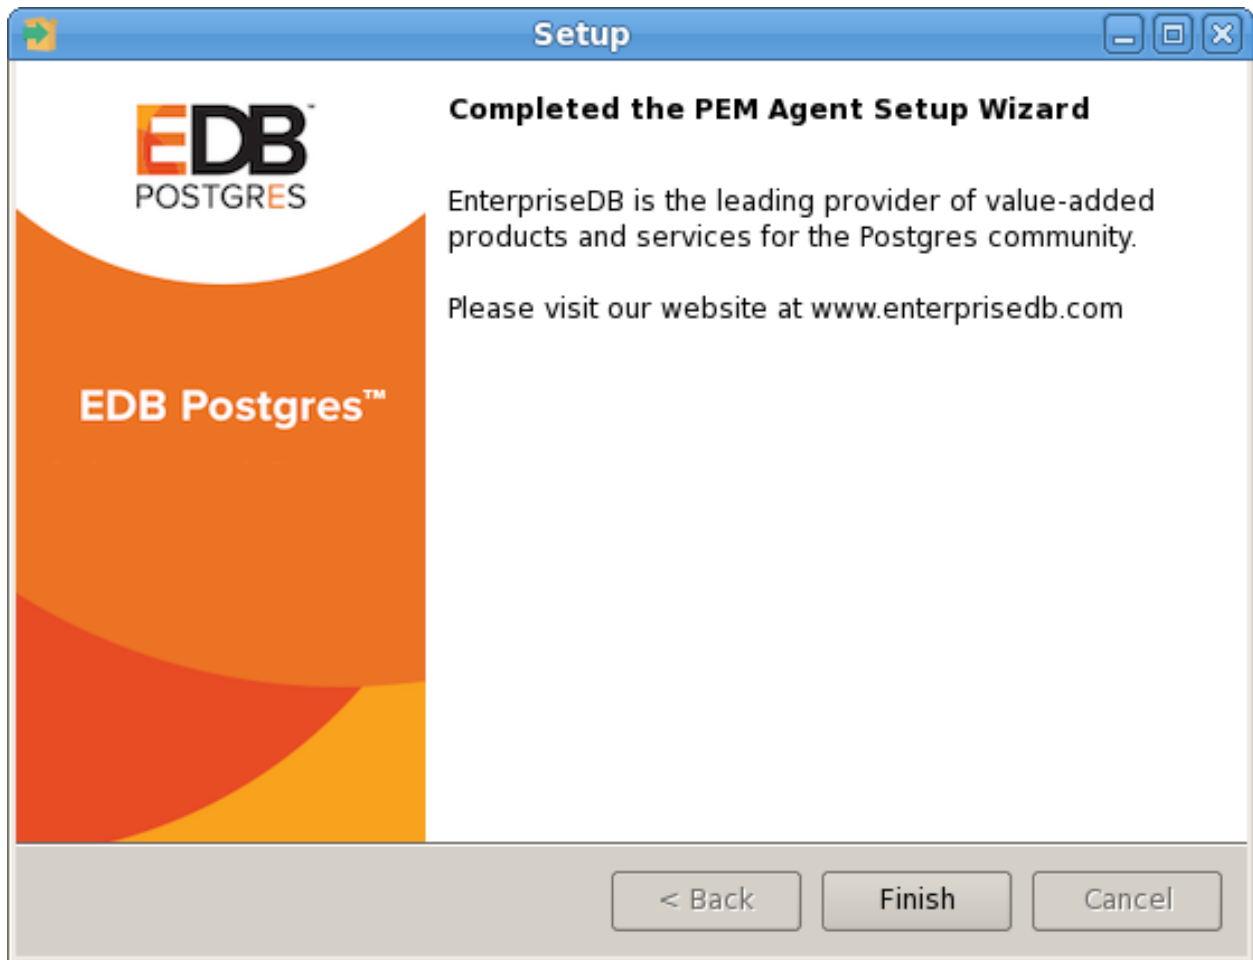 Setup
EDB™
POSTGRES
EDB Postgres™
Completed the PEM Agent Setup Wizard
EnterpriseDB is the leading provider of value-added
products and services for the Postgres community.
Please visit our website at www.enterprisedb.com
< Back
Finish
Cancel